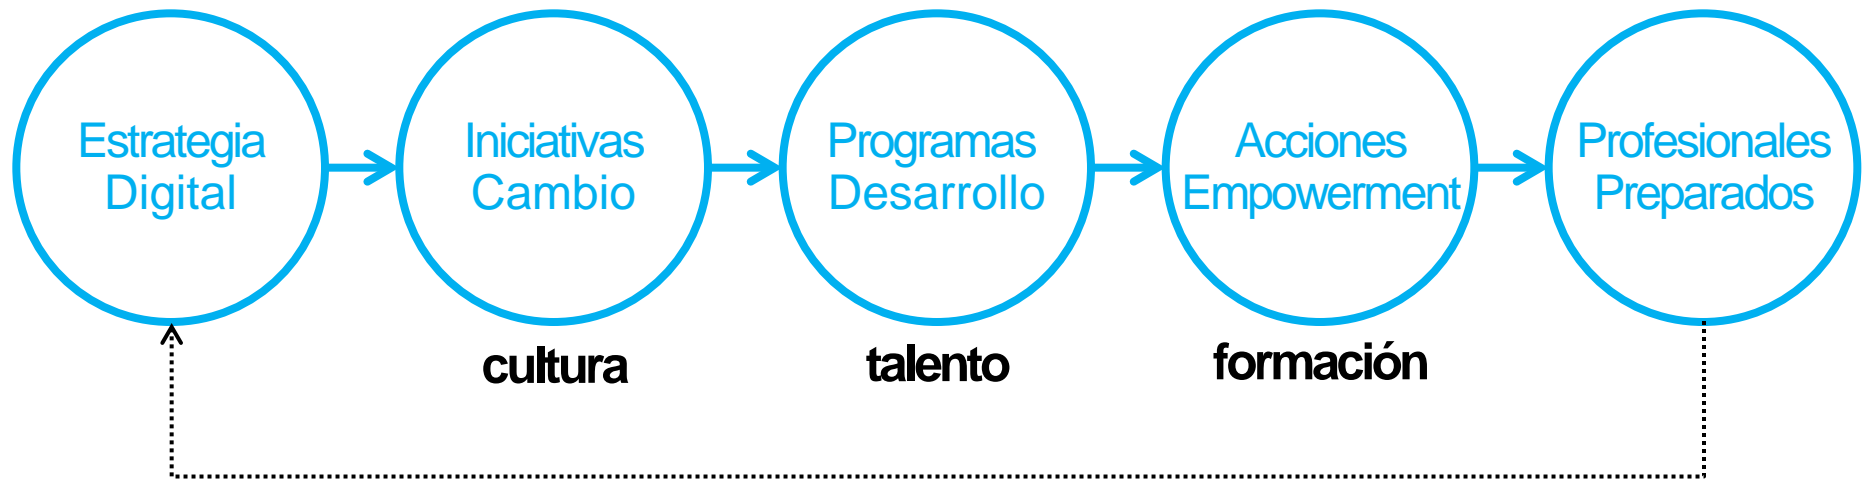 Estrategia
Digital
Iniciativas
Cambio
Programas
Desarrollo
Acciones
Empowerment
Profesionales
Preparados
cultura
talento
formación